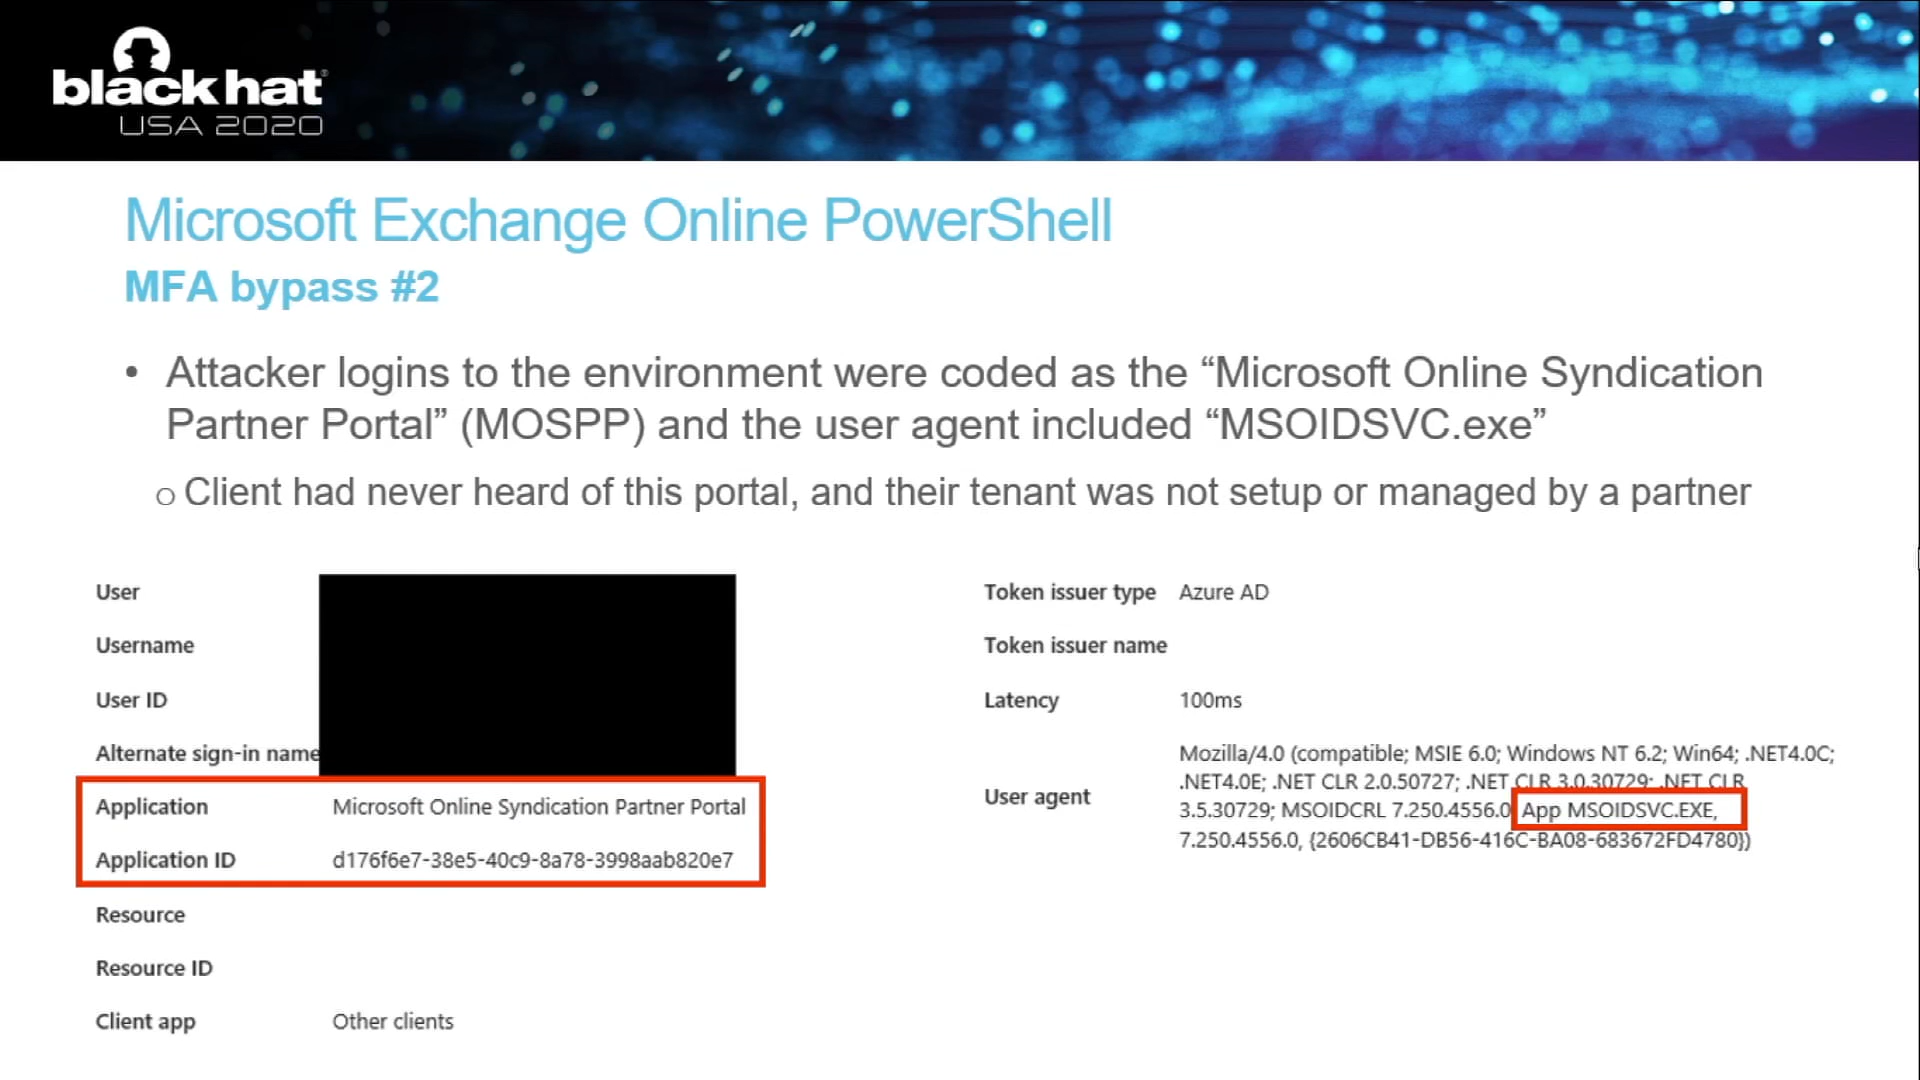 black hat®
USA 2020
Microsoft Exchange Online PowerShell
MFA bypass #2
• Attacker logins to the environment were coded as the “Microsoft Online Syndication
Partner Portal” (MOSPP) and the user agent included “MSOIDSVC.exe”
o Client had never heard of this portal, and their tenant was not setup or managed by a partner
User
Username
User ID
Alternate sign-in name
Application Microsoft Online Syndication Partner Portal
Application ID d176f6e7-38e5-40c9-8a78-3998aab820e7
Resource
Resource ID
Client app Other clients
Token issuer type Azure AD
Token issuer name
Latency 100ms
User agent
Mozilla/4.0 (compatible; MSIE 6.0; Windows NT 6.2; Win64; .NET4.0C;
.NET4.0E; .NET CLR 2.0.50727; .NET CLR 3.0.30729; .NET CLR
3.5.30729; MSOIDCRL 7.250.4556.0 App MSOIDSVC.EXE,
7.250.4556.0, {2606CB41-DB56-416C-BA08-683672FD4780})